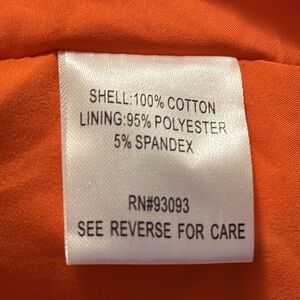 SHELL:100% COTTON
LINING:95% POLYESTER
5% SPANDEX
RN#93093
SEE REVERSE FOR CARE